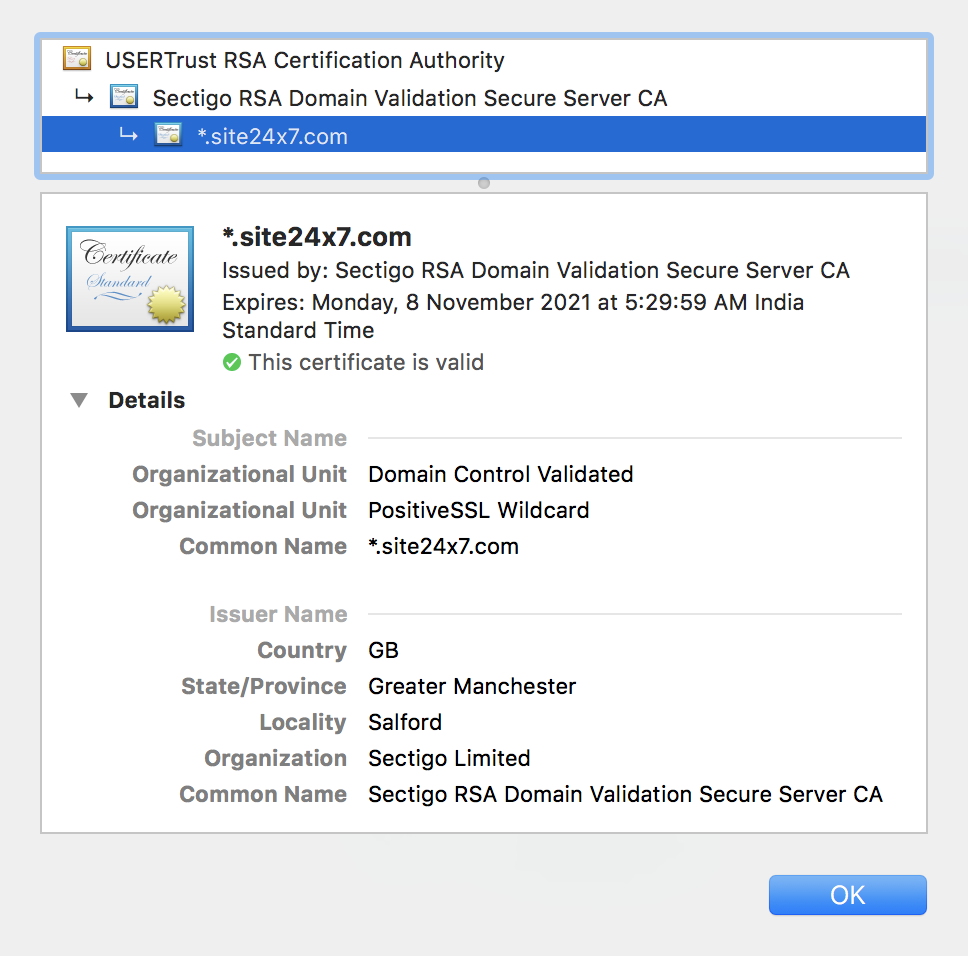 USERTrust RSA Certification Authority
Sectigo RSA Domain Validation Secure Server CA
*.site24x7.com
Certificate
Standard
*.site24x7.com
Issued by: Sectigo RSA Domain Validation Secure Server CA
Expires: Monday, 8 November 2021 at 5:29:59 AM India
Standard Time
This certificate is valid
Details
Subject Name
Organizational Unit Domain Control Validated
Organizational Unit PositiveSSL Wildcard
Common Name *.site24x7.com
Issuer Name
Country GB
State/Province Greater Manchester
Locality Salford
Organization Sectigo Limited
Common Name Sectigo RSA Domain Validation Secure Server CA
OK